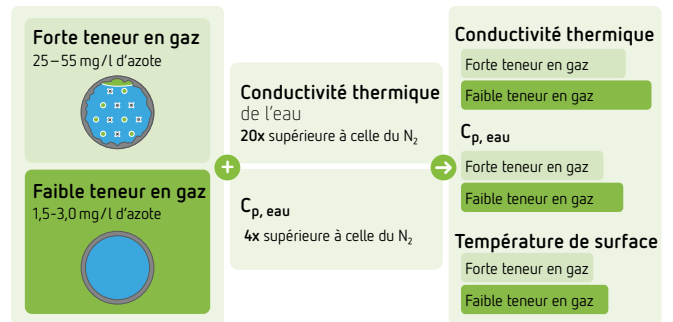 Forte teneur en gaz
25–55 mg/l d'azote
Faible teneur en gaz
1,5-3,0 mg/l d'azote
+
Conductivité thermique
de l'eau
20x supérieure à celle du N₂
Cp, eau
4x supérieure à celle du N₂
Conductivité thermique
Forte teneur en gaz
Faible teneur en gaz
Cp, eau
Forte teneur en gaz
Faible teneur en gaz
Température de surface
Forte teneur en gaz
Faible teneur en gaz